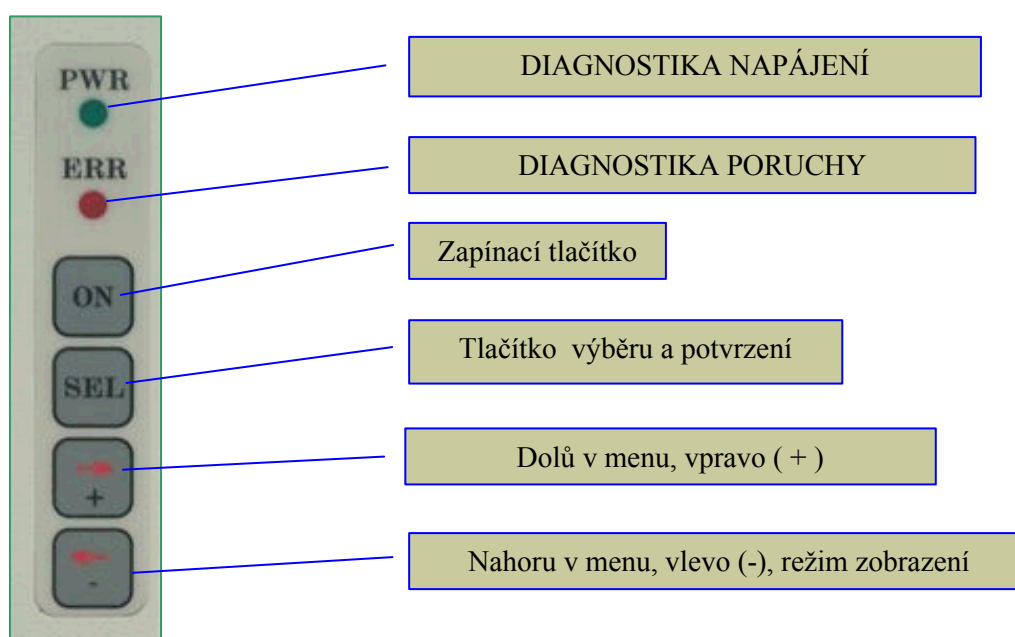 PWR
DIAGNOSTIKA NAPÁJENÍ
ERR
DIAGNOSTIKA PORUCHY
ON
Zapínací tlačítko
SEL
Tlačítko výběru a potvrzení
+
Dolů v menu, vpravo ( + )
-
Nahoru v menu, vlevo (-), režim zobrazení